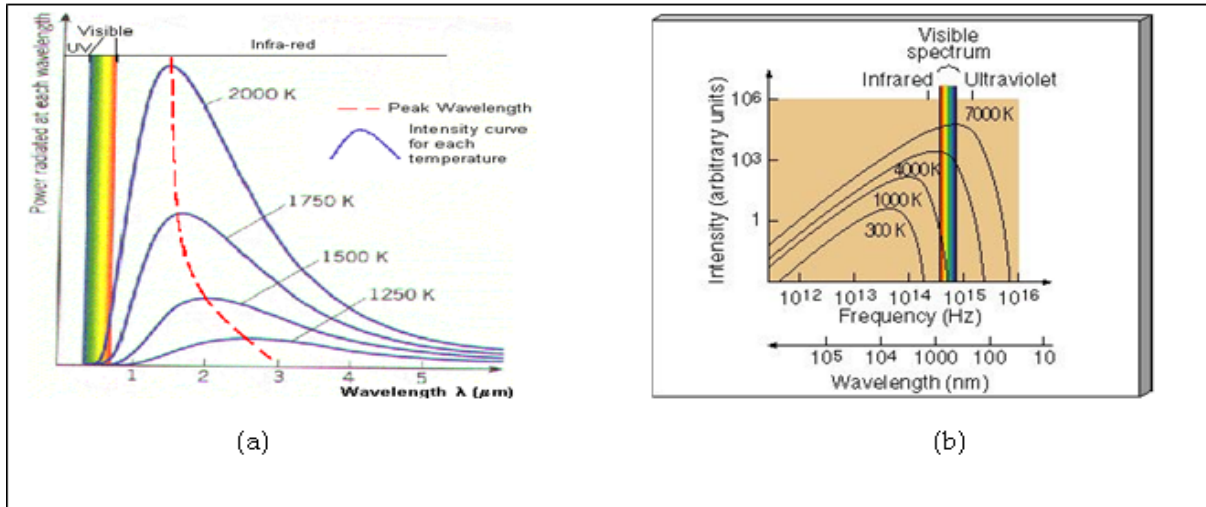 Visible
UV
Infra-red
2000 K
Peak Wavelength
Intensity curve
for each
temperature
1750 K
1500 K
1250 K
Power radiated at each wavelength
1 2 3 4 5
Wavelength λ (μm)
(a)
Visible
spectrum
Infrared Ultraviolet
106
103
1
Intensity (arbitrary units)
7000 K
4000K
1000 K
300 K
10¹² 10¹³ 10¹⁴ 10¹⁵ 10¹⁶
Frequency (Hz)
105 104 1000 100 10
Wavelength (nm)
(b)